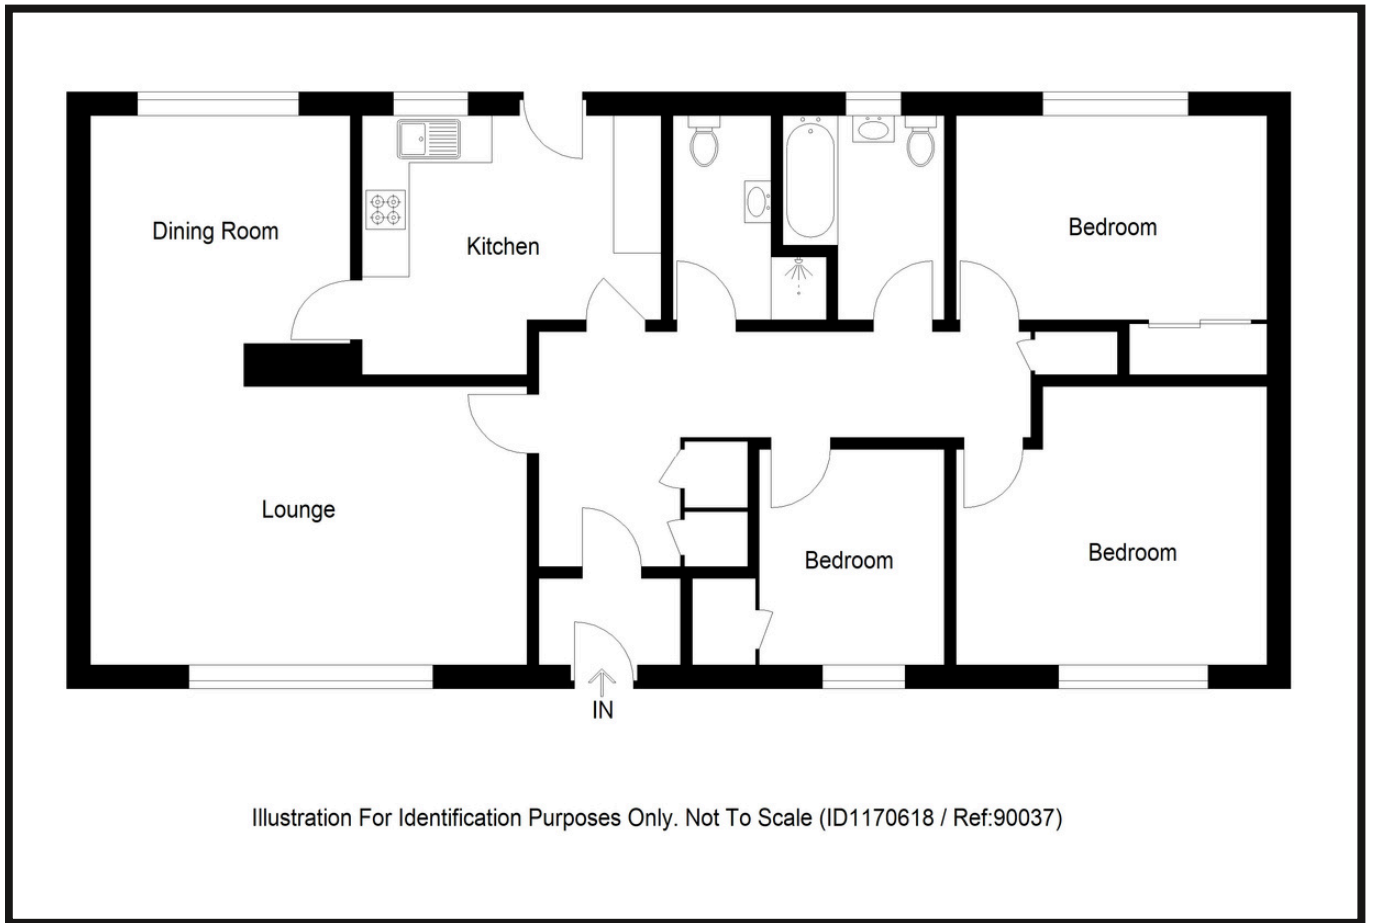 Dining Room
Kitchen
Bedroom
Lounge
Bedroom
Bedroom
IN
Illustration For Identification Purposes Only. Not To Scale (ID1170618 / Ref:90037)